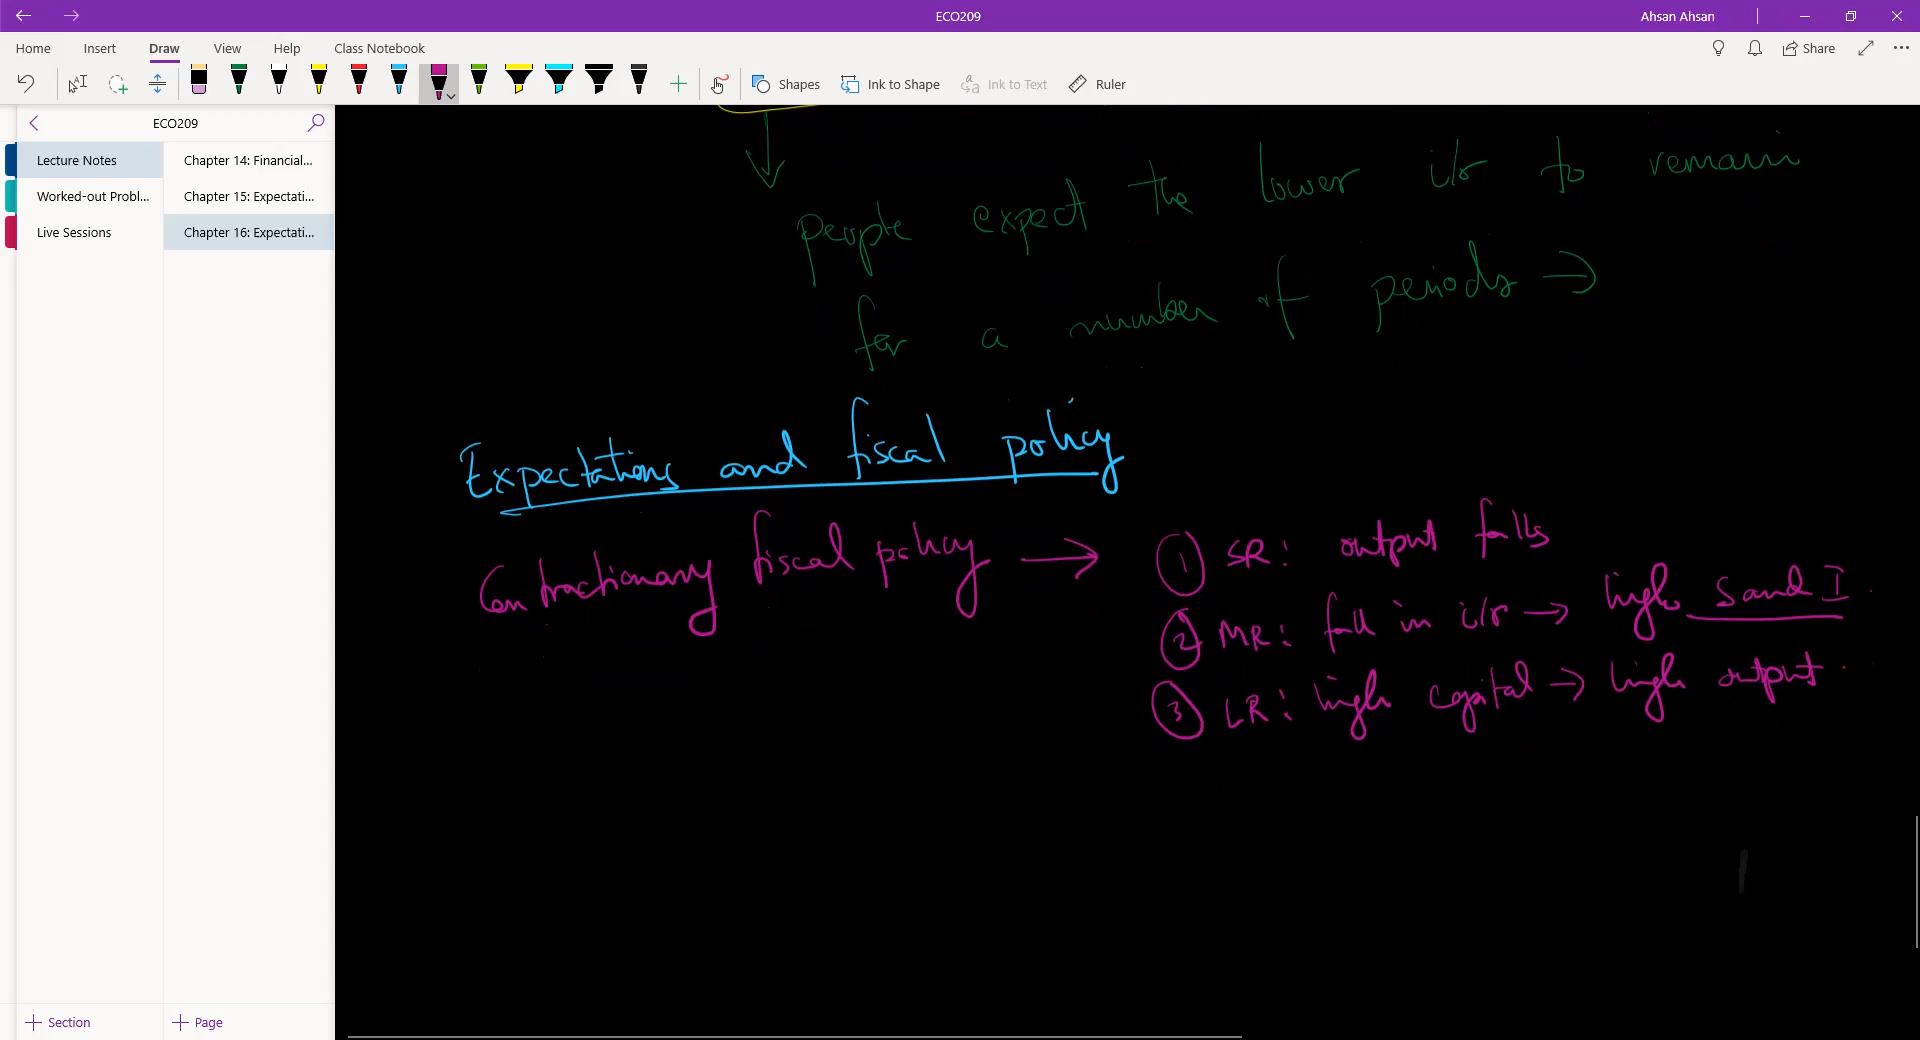 ECO209
Ahsan Ahsan
Home Insert Draw View Help Class Notebook
Share
Shapes
Ink to Shape
Ink to Text
Ruler
ECO209
Lecture Notes
Worked-out Probl...
Live Sessions
Chapter 14: Financial...
Chapter 15: Expectati...
Chapter 16: Expectati...
Section
Page
people expect the lower i/r to remain
for a number of periods →
Expectations and fiscal policy
Contractionary fiscal policy →
① SR: output falls
② MR: fall in i/r → high S and I.
③ LR: high capital → high output.